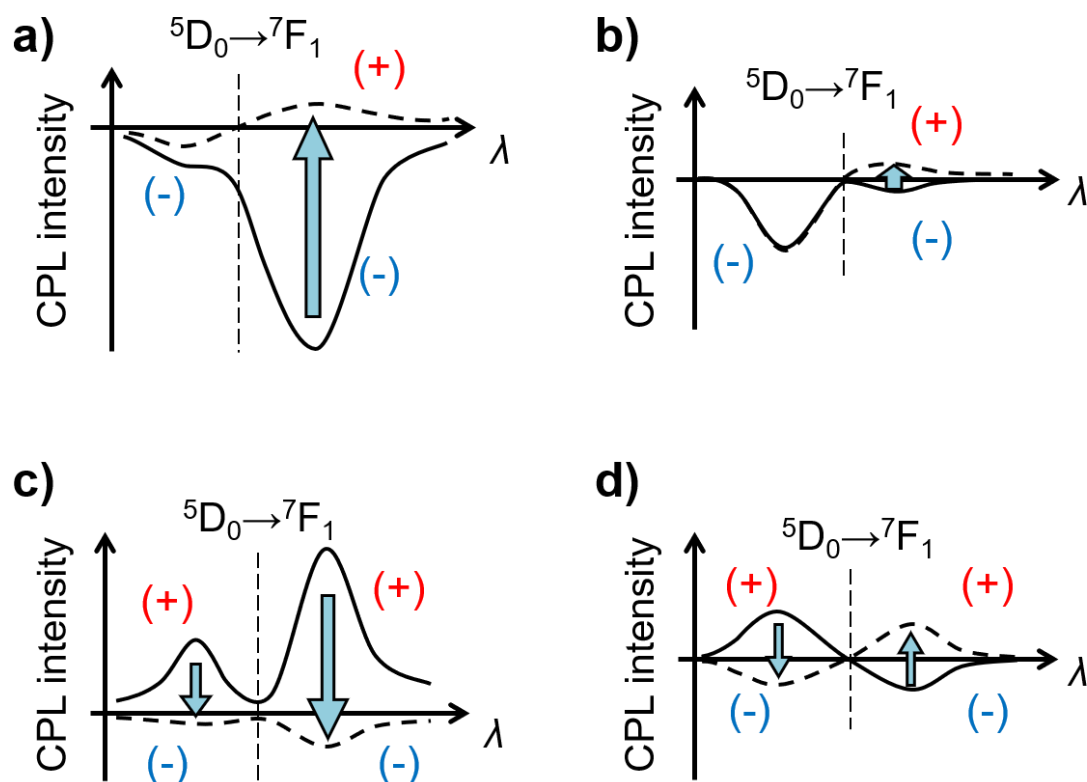 a)
⁵D₀→⁷F₁
(+)
CPL intensity
λ
(-)
(-)
b)
⁵D₀→⁷F₁
(+)
CPL intensity
λ
(-)
(-)
c)
⁵D₀→⁷F₁
(+)
(+)
CPL intensity
λ
(-)
(-)
d)
⁵D₀→⁷F₁
(+)
(+)
CPL intensity
λ
(-)
(-)